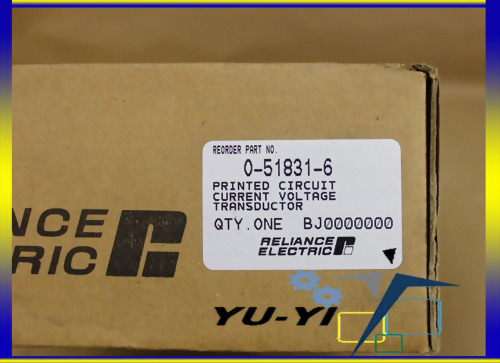 REORDER PART NO.
0-51831-6
PRINTED CIRCUIT
CURRENT VOLTAGE
TRANSDUCTOR
QTY.ONE BJ0000000
RELIANCE
ELECTRIC
NCE
RIC
YU-YI